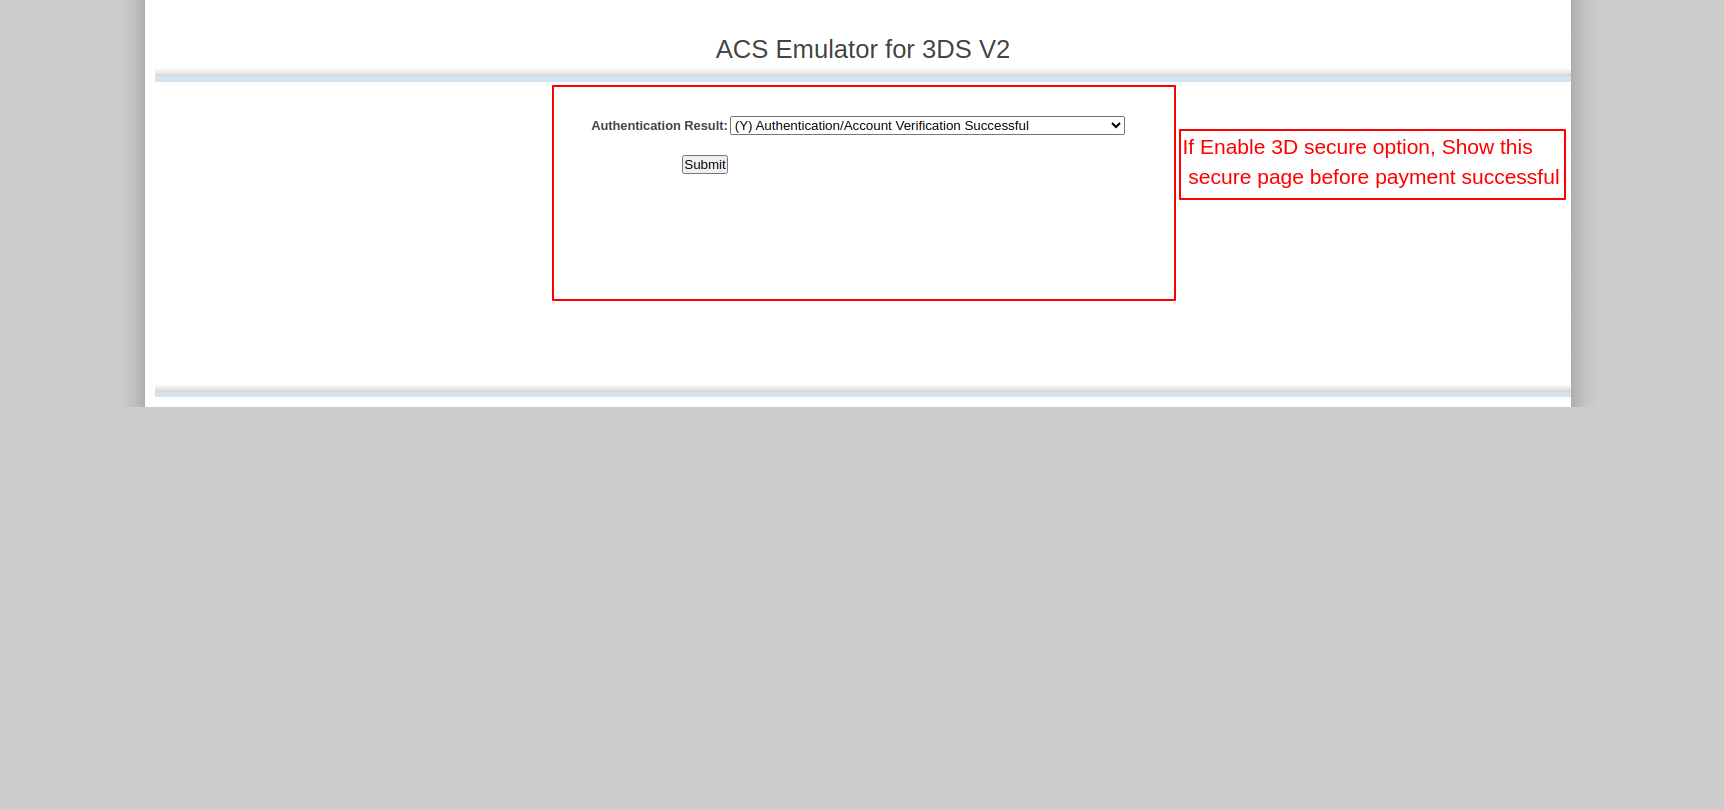 ACS Emulator for 3DS V2
Authentication Result: (Y) Authentication/Account Verification Successful
Submit
If Enable 3D secure option, Show this
secure page before payment successful